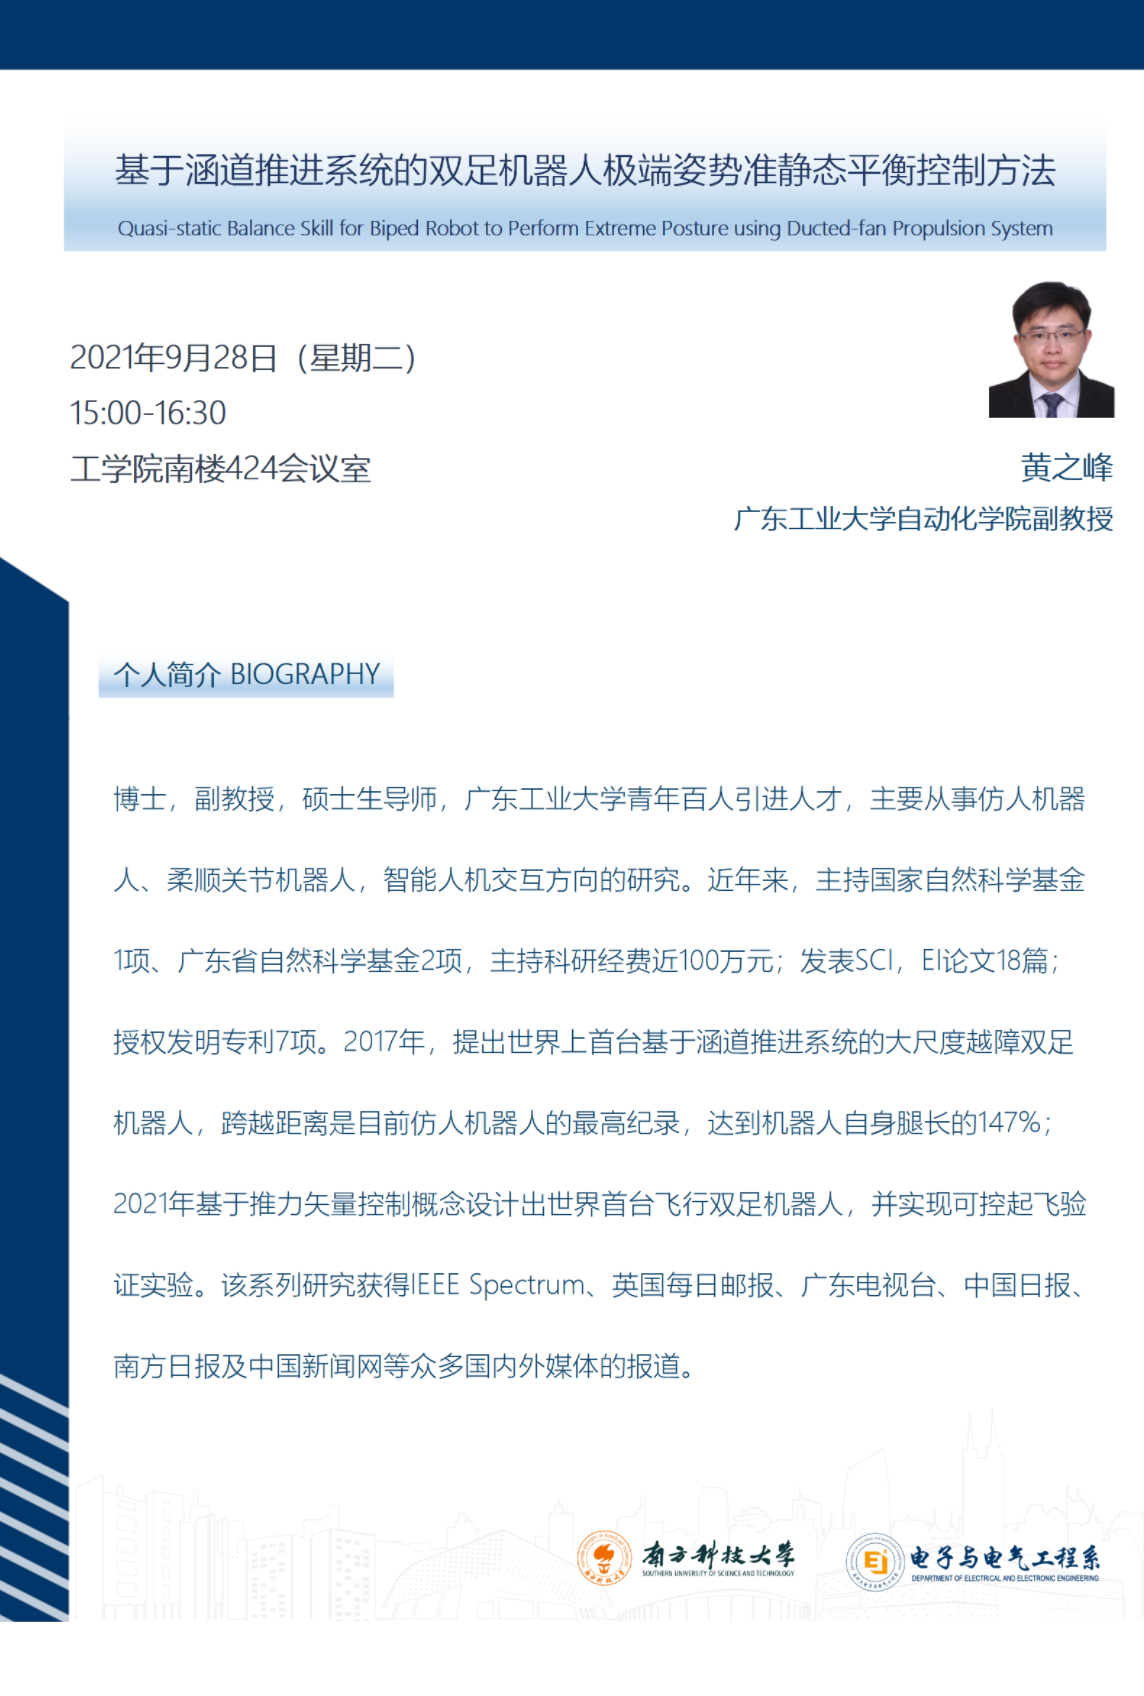 基于涵道推进系统的双足机器人极端姿势准静态平衡控制方法
Quasi-static Balance Skill for Biped Robot to Perform Extreme Posture using Ducted-fan Propulsion System
2021年9月28日（星期二）
15:00-16:30
工学院南楼424会议室
黄之峰
广东工业大学自动化学院副教授
个人简介 BIOGRAPHY
博士，副教授，硕士生导师，广东工业大学青年百人引进人才，主要从事仿人机器
人、柔顺关节机器人，智能人机交互方向的研究。近年来，主持国家自然科学基金
1项、广东省自然科学基金2项，主持科研经费近100万元；发表SCI，EI论文18篇；
授权发明专利7项。2017年，提出世界上首台基于涵道推进系统的大尺度越障双足
机器人，跨越距离是目前仿人机器人的最高纪录，达到机器人自身腿长的147%；
2021年基于推力矢量控制概念设计出世界首台飞行双足机器人，并实现可控起飞验
证实验。该系列研究获得IEEE Spectrum、英国每日邮报、广东电视台、中国日报、
南方日报及中国新闻网等众多国内外媒体的报道。
南方科技大学
SOUTHERN UNIVERSITY OF SCIENCE AND TECHNOLOGY
电子与电气工程系
DEPARTMENT OF ELECTRICAL AND ELECTRONIC ENGINEERING